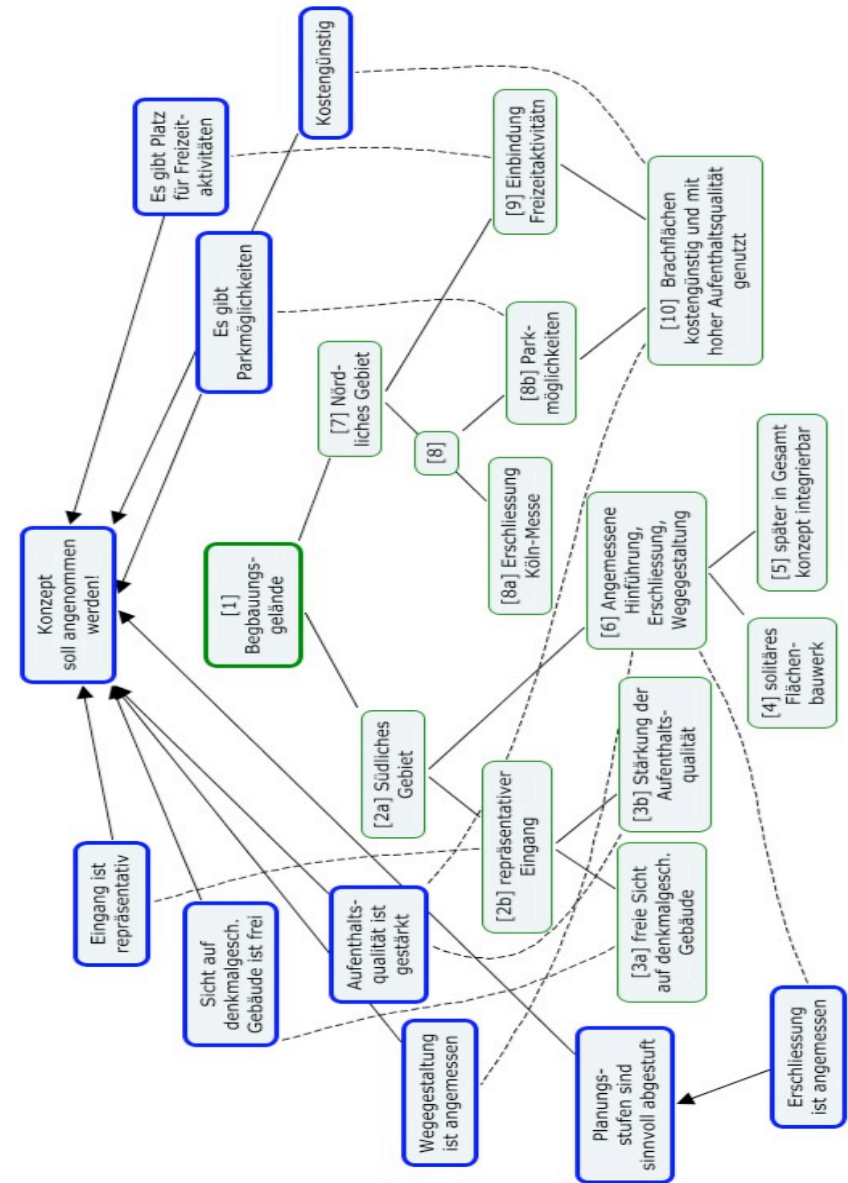 Kostengünstig
Es gibt Platz
für Freizeit-
aktivitäten
Es gibt
Parkmöglichkeiten
Konzept
soll angenommen
werden!
Eingang ist
repräsentativ
Sicht auf
denkmalgesch.
Gebäude ist frei
Aufenthalts-
qualität ist
gestärkt
Wegegestaltung
ist angemessen
Planungs-
stufen sind
sinnvoll abgestuft
Erschliessung
ist angemessen
[1]
Begbauungs-
gelände
[2a] Südliches
Gebiet
[7] Nörd-
liches Gebiet
[2b] repräsentativer
Eingang
[8]
[9] Einbindung
Freizeitaktivitätn
[8a] Erschliessung
Köln-Messe
[8b] Park-
möglichkeiten
[3a] freie Sicht
auf denkmalgesch.
Gebäude
[3b] Stärkung der
Aufenthalts-
qualität
[6] Angemessene
Hinführung,
Erschliessung,
Wegegestaltung
[10] Brachflächen
kostengünstig und mit
hoher Aufenthaltsqualität
genutzt
[4] solitäres
Flächen-
bauwerk
[5] später in Gesamt
konzept integrierbar